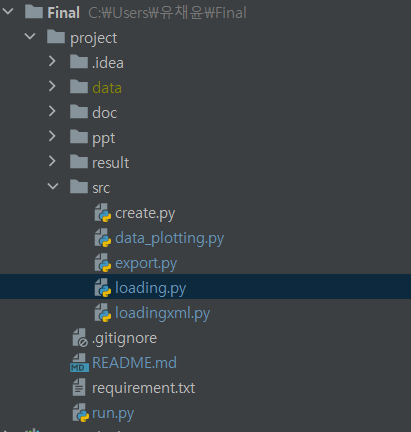 Final C:₩Users₩유채윤₩Final
project
.idea
data
doc
ppt
result
src
create.py
data_plotting.py
export.py
loading.py
loadingxml.py
.gitignore
MD README.md
requirement.txt
run.py